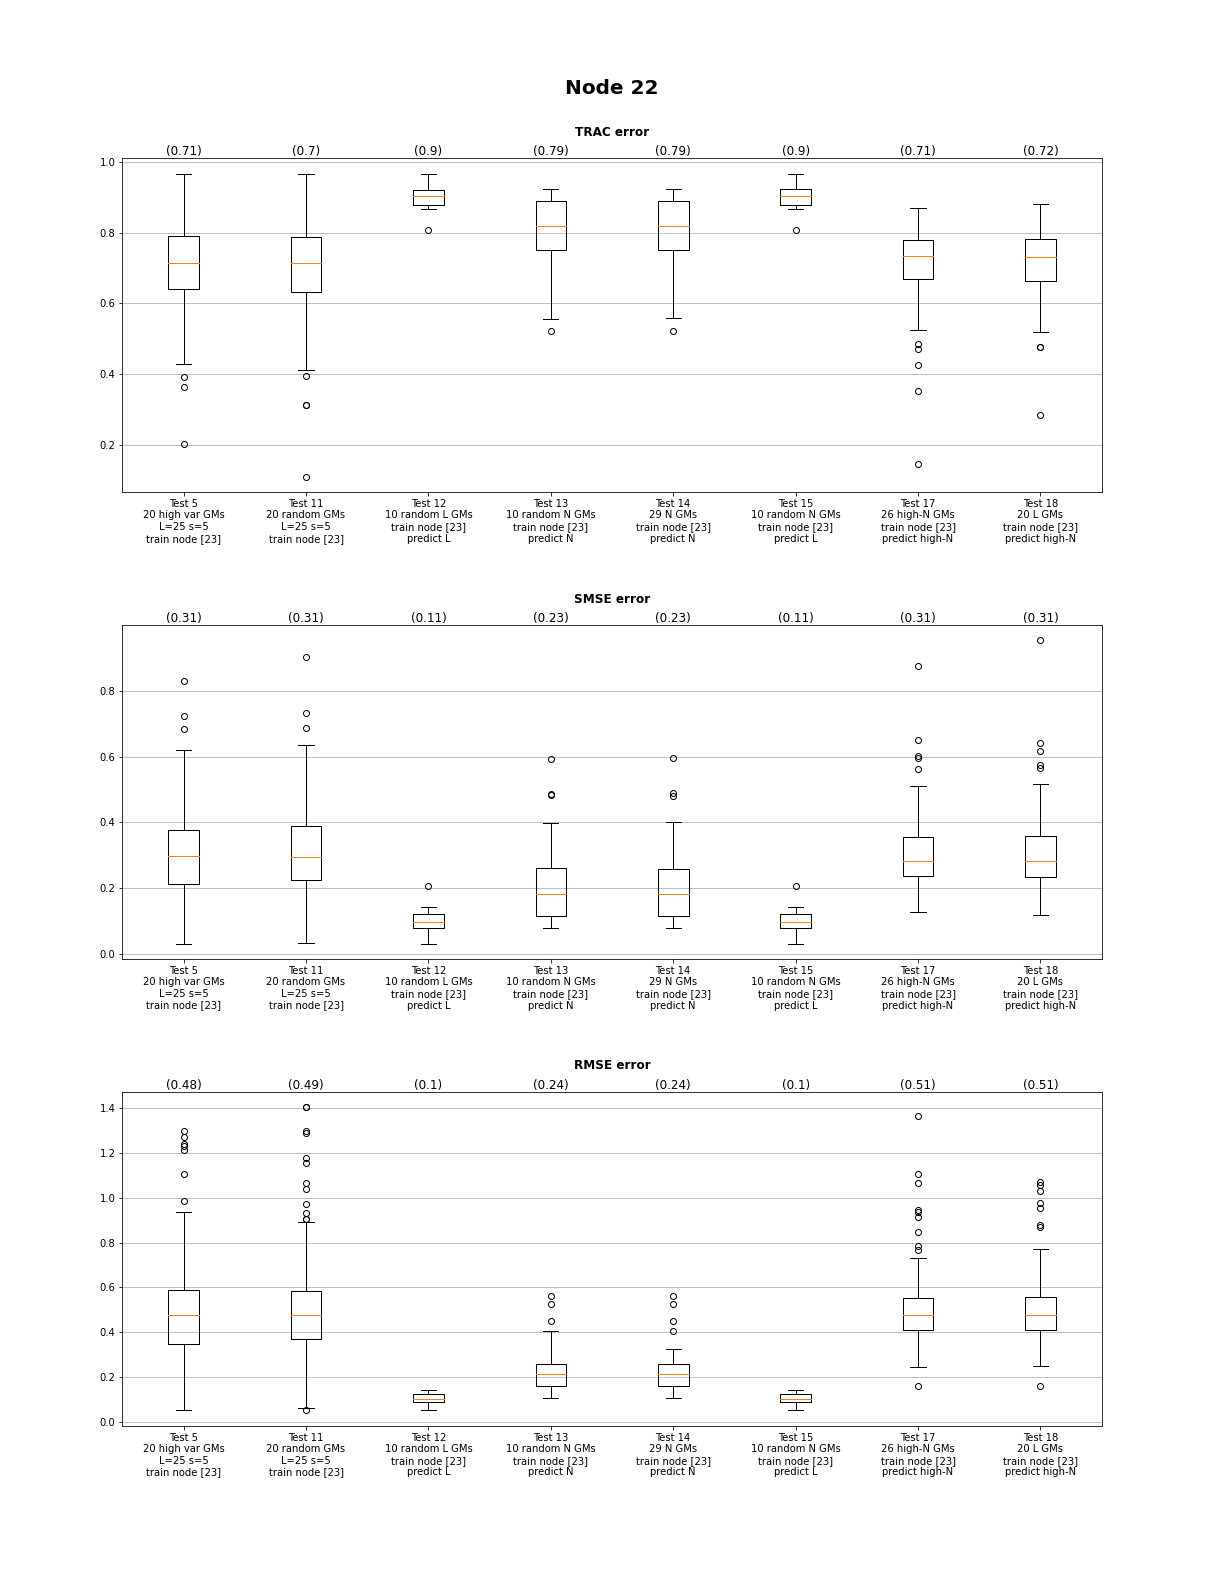 Node 22
TRAC error
(0.71) (0.7) (0.9) (0.79) (0.79) (0.9) (0.71) (0.72)
1.0
0.8
0.6
0.4
0.2
Test 5 Test 11 Test 12 Test 13 Test 14 Test 15 Test 17 Test 18
20 high var GMs 20 random GMs 10 random L GMs 10 random N GMs 29 N GMs 10 random N GMs 26 high-N GMs 20 L GMs
L=25 s=5 L=25 s=5 train node [23] train node [23] train node [23] train node [23] train node [23] train node [23]
train node [23] train node [23] predict L predict N predict N predict L predict high-N predict high-N
SMSE error
(0.31) (0.31) (0.11) (0.23) (0.23) (0.11) (0.31) (0.31)
0.8
0.6
0.4
0.2
0.0
Test 5 Test 11 Test 12 Test 13 Test 14 Test 15 Test 17 Test 18
20 high var GMs 20 random GMs 10 random L GMs 10 random N GMs 29 N GMs 10 random N GMs 26 high-N GMs 20 L GMs
L=25 s=5 L=25 s=5 train node [23] train node [23] train node [23] train node [23] train node [23] train node [23]
train node [23] train node [23] predict L predict N predict N predict L predict high-N predict high-N
RMSE error
(0.48) (0.49) (0.1) (0.24) (0.24) (0.1) (0.51) (0.51)
1.4
1.2
1.0
0.8
0.6
0.4
0.2
0.0
Test 5 Test 11 Test 12 Test 13 Test 14 Test 15 Test 17 Test 18
20 high var GMs 20 random GMs 10 random L GMs 10 random N GMs 29 N GMs 10 random N GMs 26 high-N GMs 20 L GMs
L=25 s=5 L=25 s=5 train node [23] train node [23] train node [23] train node [23] train node [23] train node [23]
train node [23] train node [23] predict L predict N predict N predict L predict high-N predict high-N